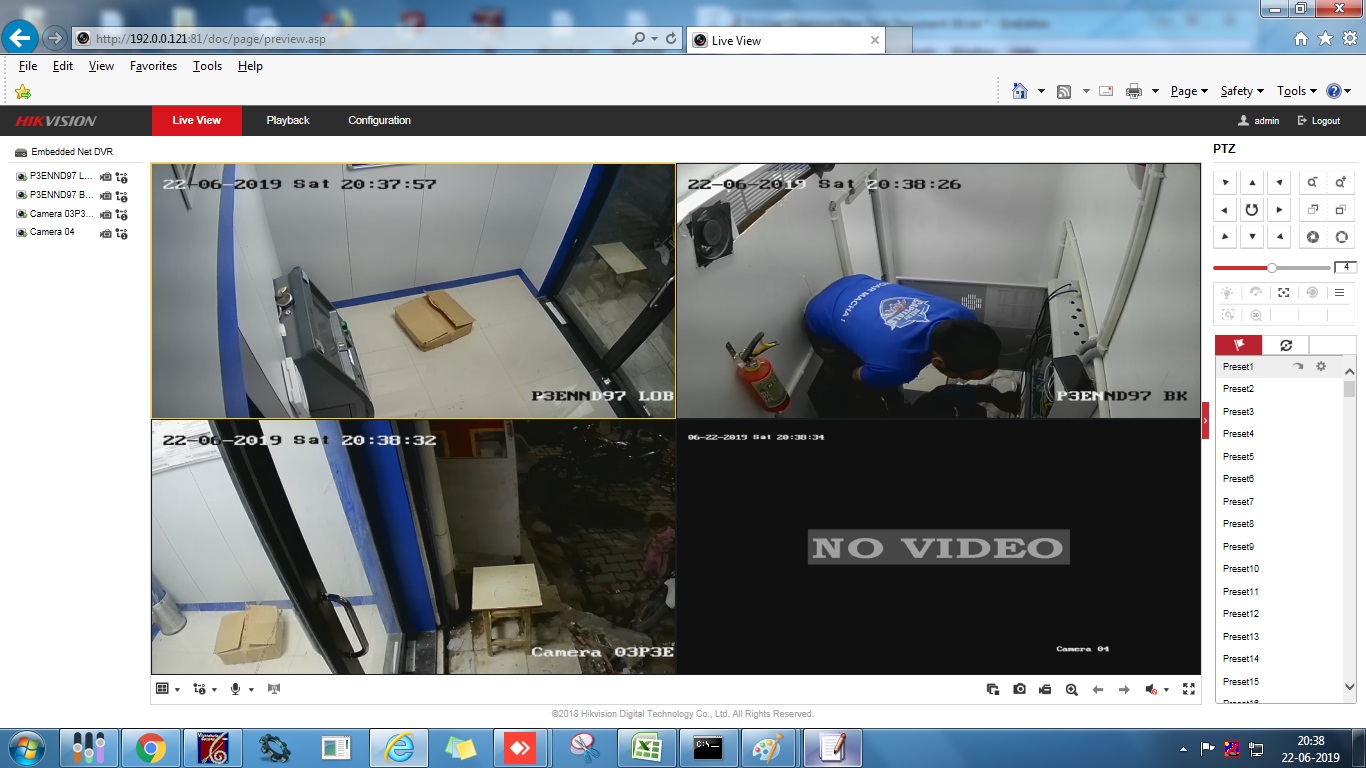 http://192.0.0.121:81/doc/page/preview.asp
Live View
File Edit View Favorites Tools Help
Page Safety Tools
HIKVISION Live View Playback Configuration admin Logout
Embedded Net DVR
P3ENND97 L...
P3ENND97 B...
Camera 03P3...
Camera 04
22-06-2019 Sat 20:37:57
P3ENND97 LOB
22-06-2019 Sat 20:38:26
MACHA!
P3ENND97 BK
22-06-2019 Sat 20:38:32
Camera 03P3E
06-22-2019 Sat 20:38:34
NO VIDEO
Camera 04
PTZ
4
Preset1
Preset2
Preset3
Preset4
Preset5
Preset6
Preset7
Preset8
Preset9
Preset10
Preset11
Preset12
Preset13
Preset14
Preset15
Preset16
©2018 Hikvision Digital Technology Co., Ltd. All Rights Reserved.
20:38
22-06-2019